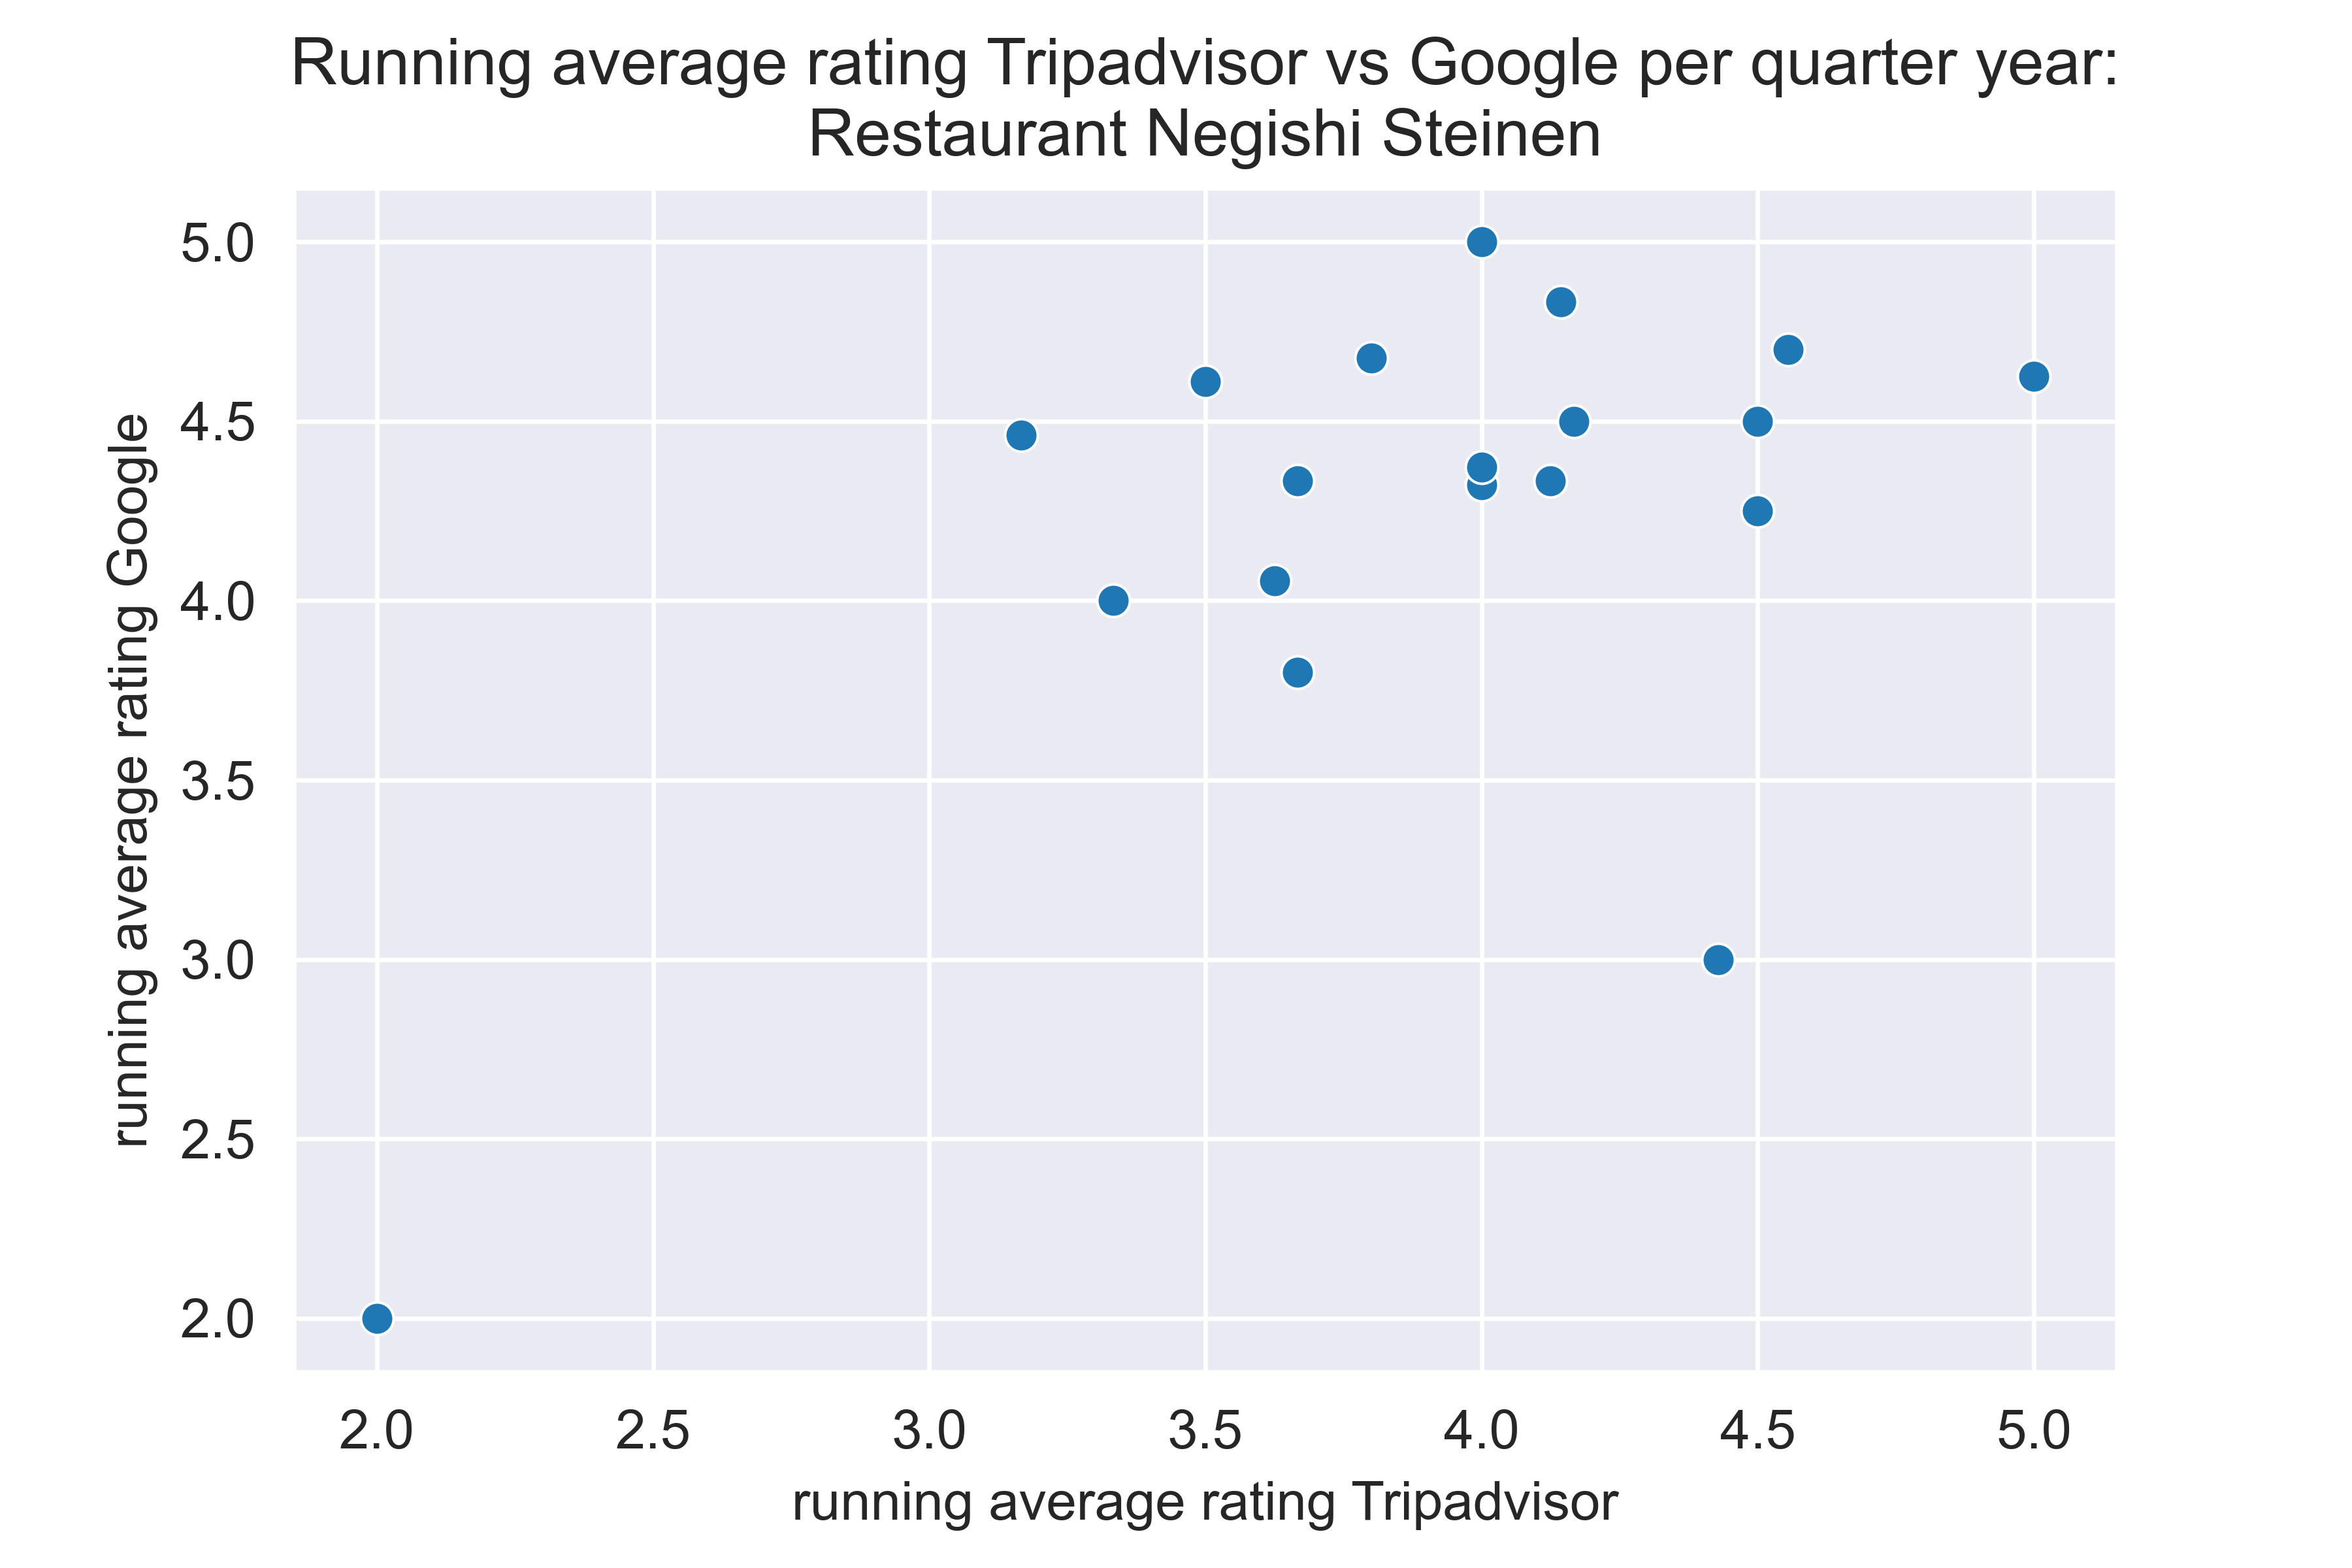 Running average rating Tripadvisor vs Google per quarter year:
Restaurant Negishi Steinen
running average rating Google
5.0
4.5
4.0
3.5
3.0
2.5
2.0
2.0 2.5 3.0 3.5 4.0 4.5 5.0
running average rating Tripadvisor